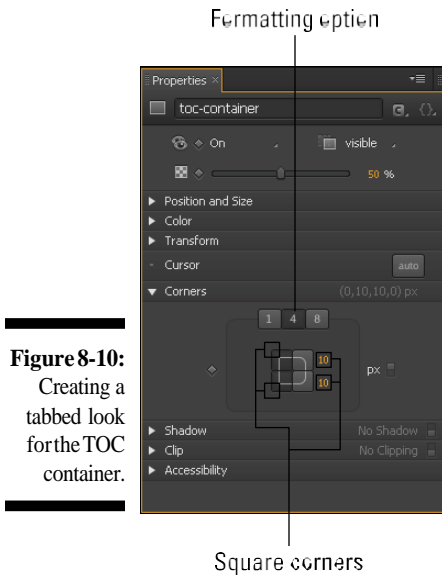 Formatting option
Properties ×
toc-container
On
visible
50 %
Position and Size
Color
Transform
Cursor
auto
Corners
(0,10,10,0) px
1 4 8
10
px
10
Shadow
No Shadow
Clip
No Clipping
Accessibility
Figure 8-10:
Creating a
tabbed look
forthe TOC
container.
Square corners